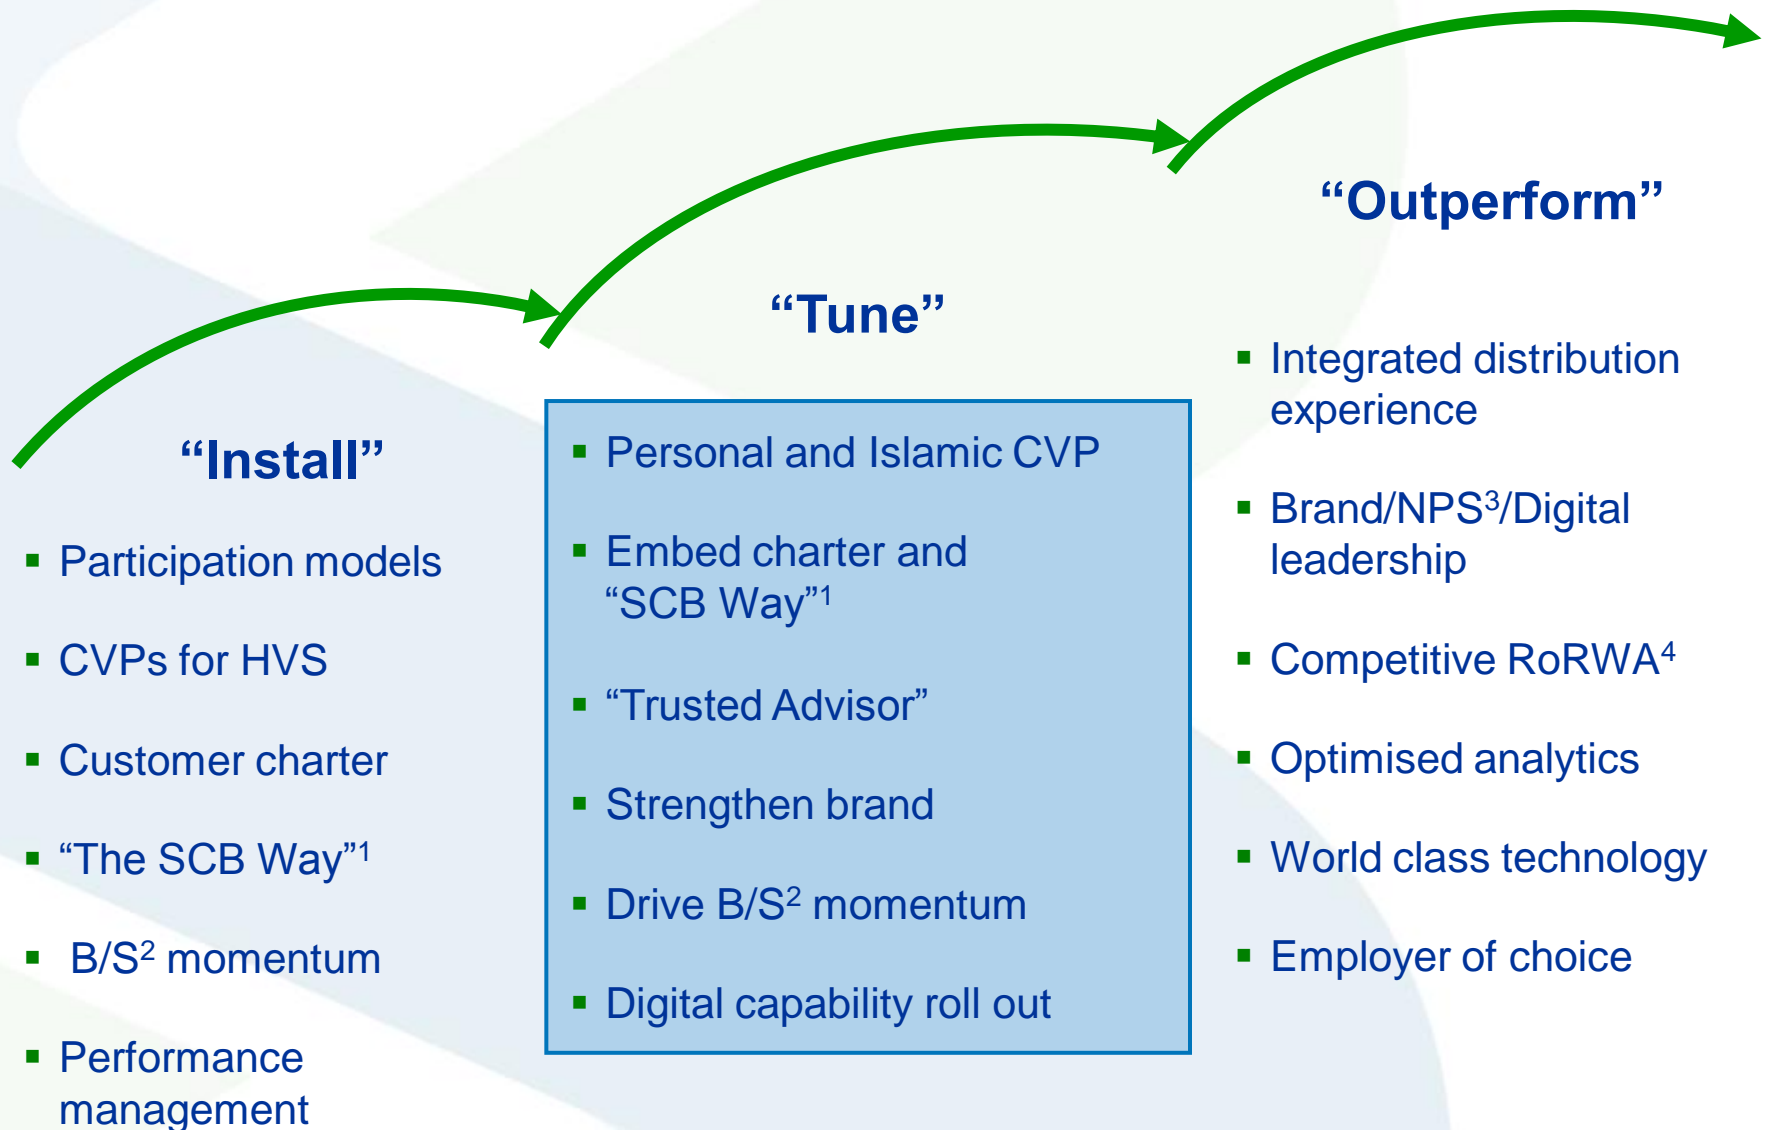 “Install”
▪ Participation models
▪ CVPs for HVS
▪ Customer charter
▪ “The SCB Way”¹
▪ B/S² momentum
▪ Performance
management
“Tune”
▪ Personal and Islamic CVP
▪ Embed charter and
“SCB Way”¹
▪ “Trusted Advisor”
▪ Strengthen brand
▪ Drive B/S² momentum
▪ Digital capability roll out
“Outperform”
▪ Integrated distribution
experience
▪ Brand/NPS³/Digital
leadership
▪ Competitive RoRWA⁴
▪ Optimised analytics
▪ World class technology
▪ Employer of choice